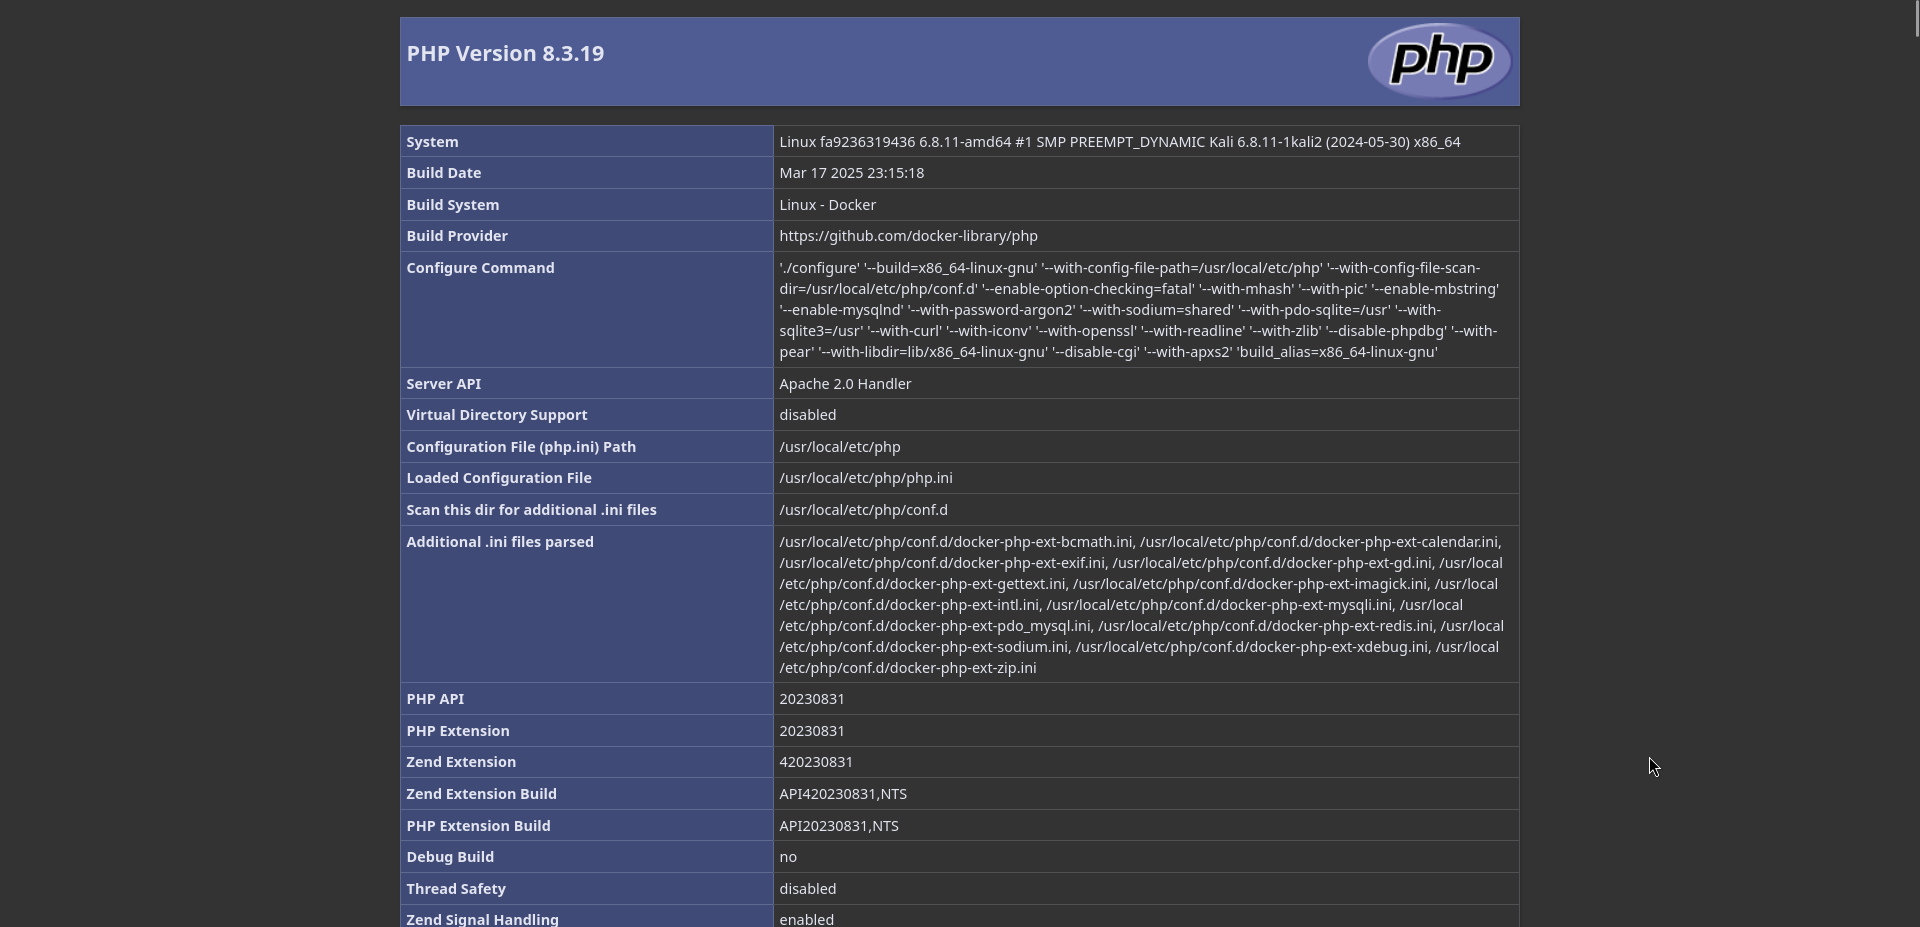 PHP Version 8.3.19
php
System Linux fa9236319436 6.8.11-amd64 #1 SMP PREEMPT_DYNAMIC Kali 6.8.11-1kali2 (2024-05-30) x86_64
Build Date Mar 17 2025 23:15:18
Build System Linux - Docker
Build Provider https://github.com/docker-library/php
Configure Command './configure' '--build=x86_64-linux-gnu' '--with-config-file-path=/usr/local/etc/php' '--with-config-file-scan-
dir=/usr/local/etc/php/conf.d' '--enable-option-checking=fatal' '--with-mhash' '--with-pic' '--enable-mbstring'
'--enable-mysqlnd' '--with-password-argon2' '--with-sodium=shared' '--with-pdo-sqlite=/usr' '--with-
sqlite3=/usr' '--with-curl' '--with-iconv' '--with-openssl' '--with-readline' '--with-zlib' '--disable-phpdbg' '--with-
pear' '--with-libdir=lib/x86_64-linux-gnu' '--disable-cgi' '--with-apxs2' 'build_alias=x86_64-linux-gnu'
Server API Apache 2.0 Handler
Virtual Directory Support disabled
Configuration File (php.ini) Path /usr/local/etc/php
Loaded Configuration File /usr/local/etc/php/php.ini
Scan this dir for additional .ini files /usr/local/etc/php/conf.d
Additional .ini files parsed /usr/local/etc/php/conf.d/docker-php-ext-bcmath.ini, /usr/local/etc/php/conf.d/docker-php-ext-calendar.ini,
/usr/local/etc/php/conf.d/docker-php-ext-exif.ini, /usr/local/etc/php/conf.d/docker-php-ext-gd.ini, /usr/local
/etc/php/conf.d/docker-php-ext-gettext.ini, /usr/local/etc/php/conf.d/docker-php-ext-imagick.ini, /usr/local
/etc/php/conf.d/docker-php-ext-intl.ini, /usr/local/etc/php/conf.d/docker-php-ext-mysqli.ini, /usr/local
/etc/php/conf.d/docker-php-ext-pdo_mysql.ini, /usr/local/etc/php/conf.d/docker-php-ext-redis.ini, /usr/local
/etc/php/conf.d/docker-php-ext-sodium.ini, /usr/local/etc/php/conf.d/docker-php-ext-xdebug.ini, /usr/local
/etc/php/conf.d/docker-php-ext-zip.ini
PHP API 20230831
PHP Extension 20230831
Zend Extension 420230831
Zend Extension Build API420230831,NTS
PHP Extension Build API20230831,NTS
Debug Build no
Thread Safety disabled
Zend Signal Handling enabled